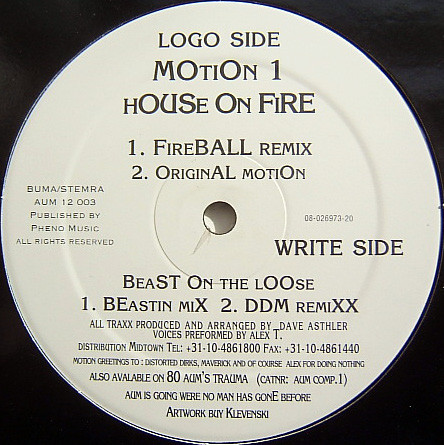 LOGO SIDE
MOtiOn 1
hOUSE On FiRE
1. FireBALL remix
2. OriginAL motiOn
BUMA/STEMRA
AUM 12 003
Published by
Pheno Music
all rights reserved
08-026973-20
WRITE SIDE
BeaST On the lOOse
1. BEastin miX 2. DDM remiXX
all traxx produced and arranged by Dave Asthler
voices preformed by Alex T.
distribution Midtown Tel: +31-10-4861800 Fax: +31-10-4861440
motion greetings to : distorted dirks, maverick and of course alex for doing nothing
also avalable on 80 aum's trauma (catnr: aum comp.1)
aum is going were no man has gonE before
Artwork buy Klevenski